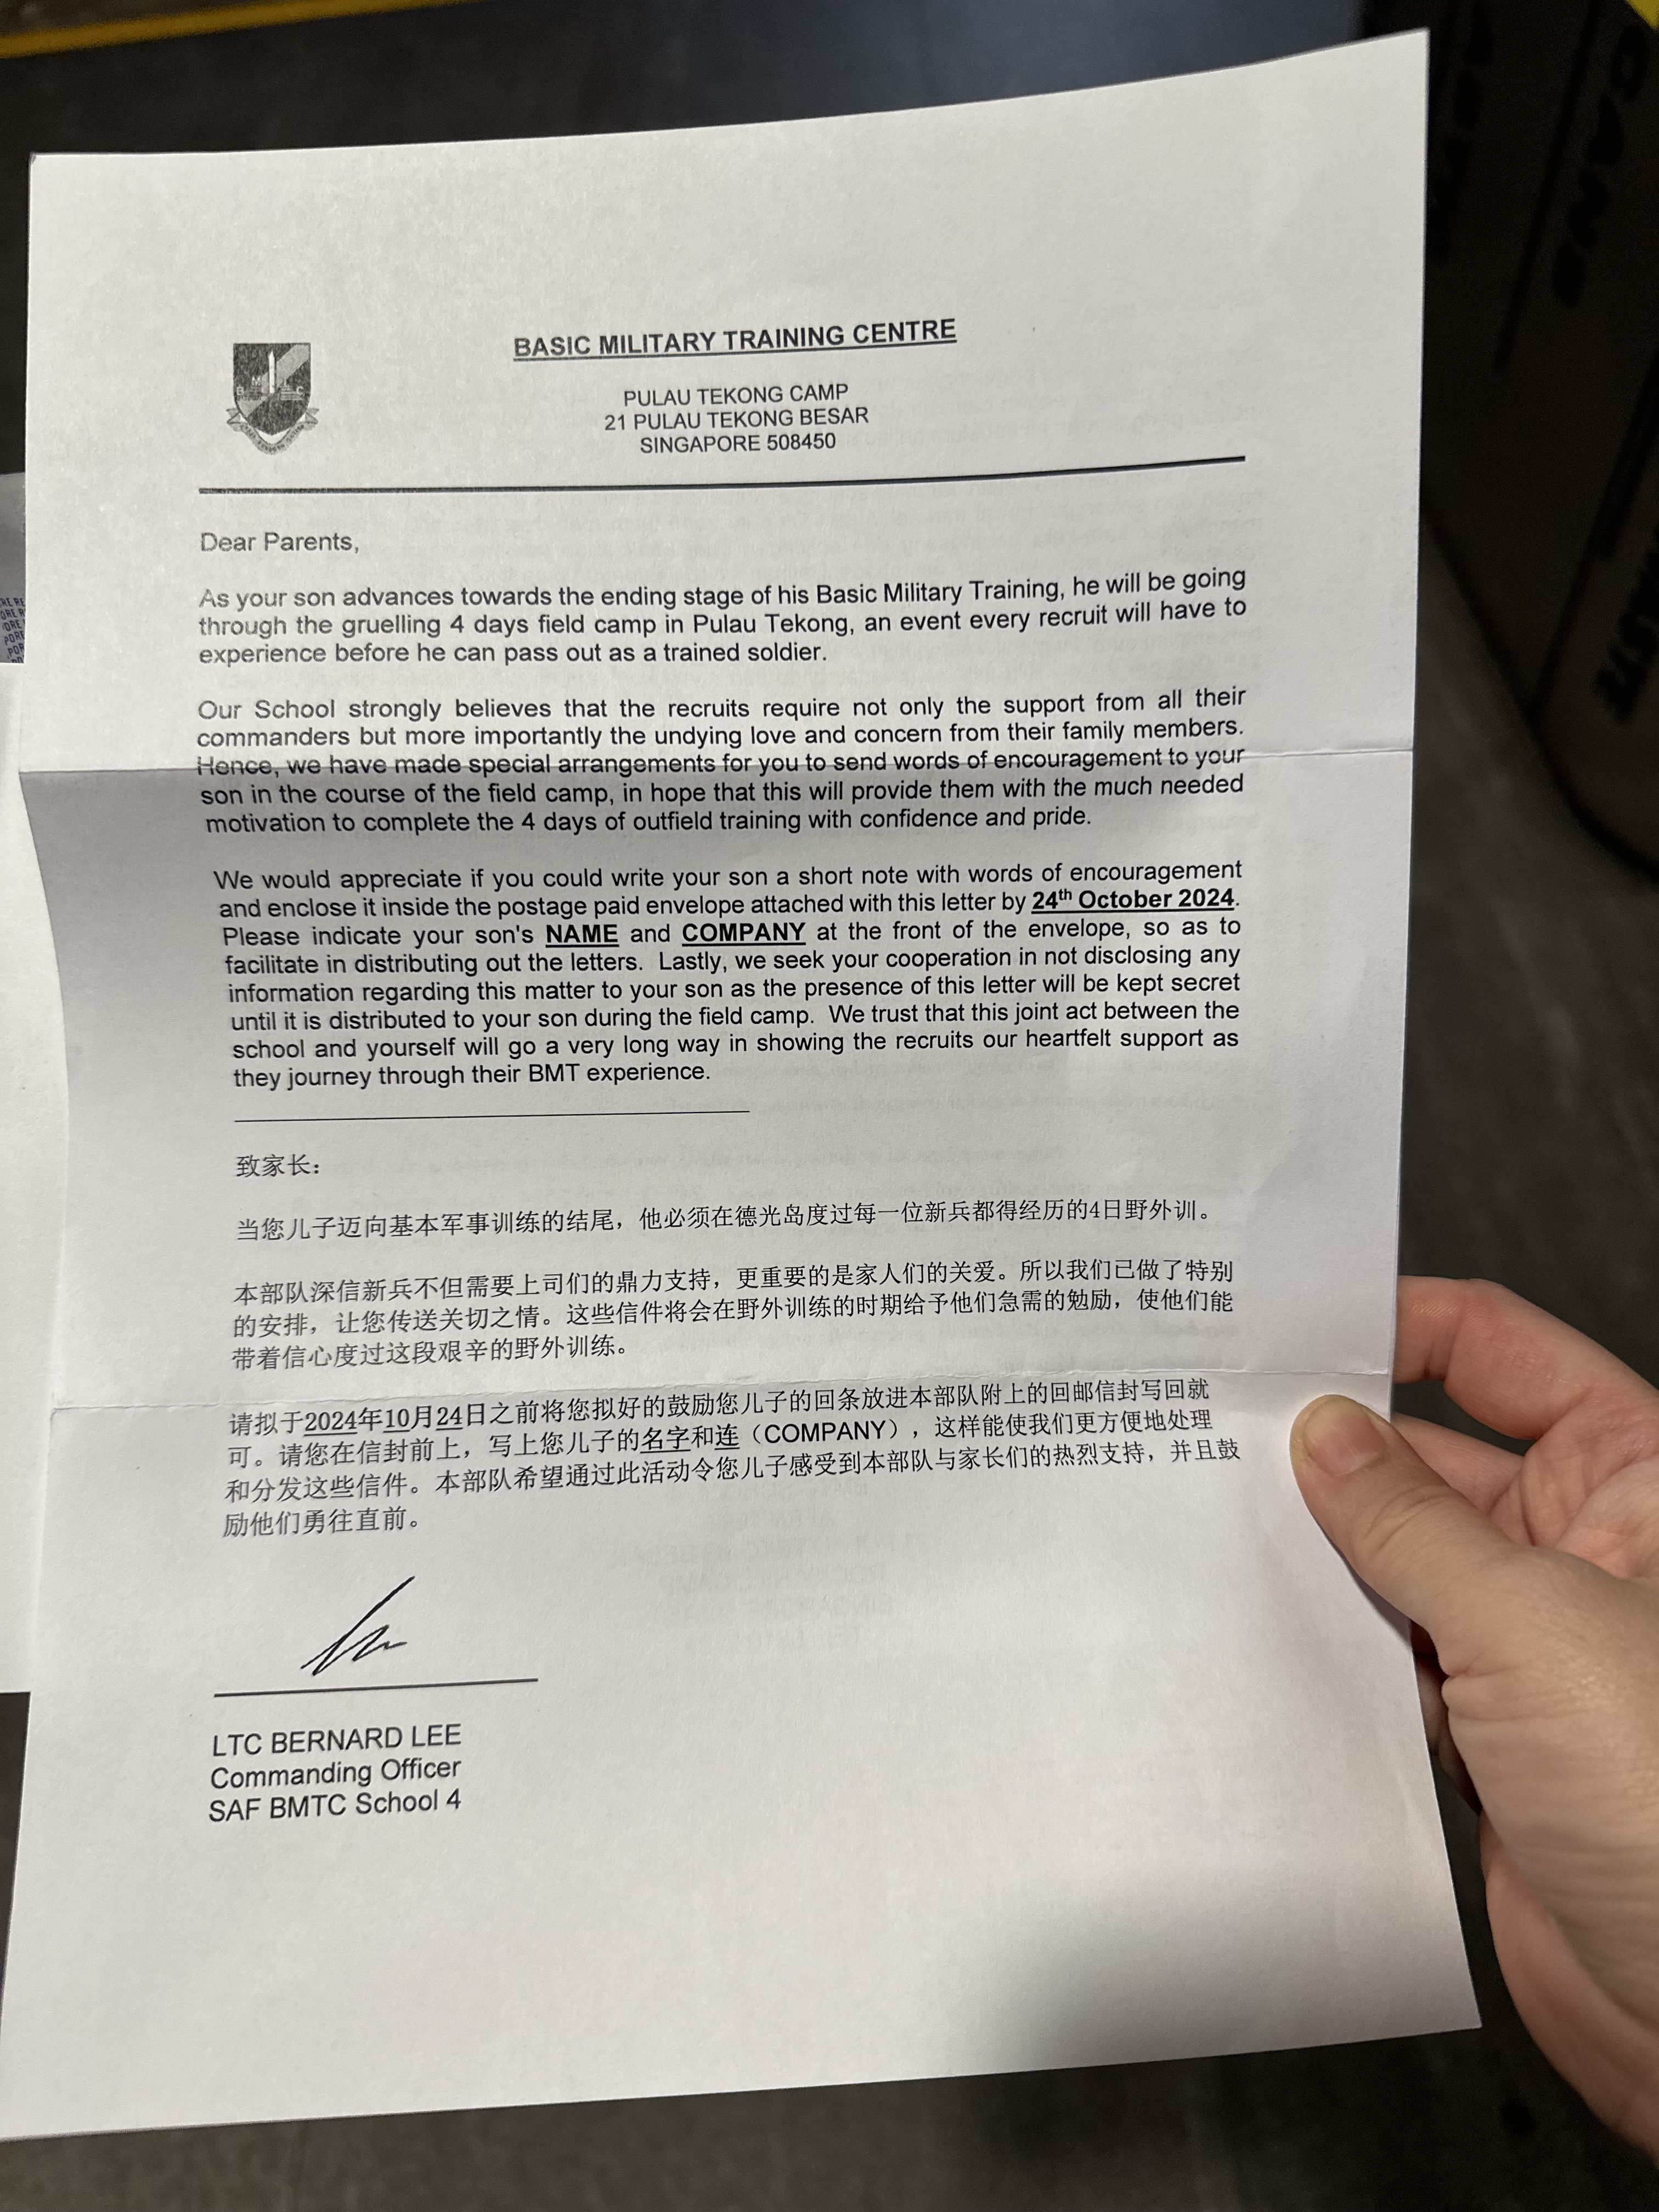 BASIC MILITARY TRAINING CENTRE
PULAU TEKONG CAMP
21 PULAU TEKONG BESAR
SINGAPORE 508450
Dear Parents,
As your son advances towards the ending stage of his Basic Military Training, he will be going
through the gruelling 4 days field camp in Pulau Tekong, an event every recruit will have to
experience before he can pass out as a trained soldier.
Our School strongly believes that the recruits require not only the support from all their
commanders but more importantly the undying love and concern from their family members.
Hence, we have made special arrangements for you to send words of encouragement to your
son in the course of the field camp, in hope that this will provide them with the much needed
motivation to complete the 4 days of outfield training with confidence and pride.
We would appreciate if you could write your son a short note with words of encouragement
and enclose it inside the postage paid envelope attached with this letter by 24th October 2024.
Please indicate your son's NAME and COMPANY at the front of the envelope, so as to
facilitate in distributing out the letters. Lastly, we seek your cooperation in not disclosing any
information regarding this matter to your son as the presence of this letter will be kept secret
until it is distributed to your son during the field camp. We trust that this joint act between the
school and yourself will go a very long way in showing the recruits our heartfelt support as
they journey through their BMT experience.
致家长：
当您儿子迈向基本军事训练的结尾，他必须在德光岛度过每一位新兵都得经历的4日野外训。
本部队深信新兵不但需要上司们的鼎力支持，更重要的是家人们的关爱。所以我们已做了特别
的安排，让您传送关切之情。这些信件将会在野外训练的时期给予他们急需的勉励，使他们能
带着信心度过这段艰辛的野外训练。
请拟于2024年10月24日之前将您拟好的鼓励您儿子的回条放进本部队附上的回邮信封写回就
可。请您在信封前上，写上您儿子的名字和连（COMPANY），这样能使我们更方便地处理
和分发这些信件。本部队希望通过此活动令您儿子感受到本部队与家长们的热烈支持，并且鼓
励他们勇往直前。
LTC BERNARD LEE
Commanding Officer
SAF BMTC School 4